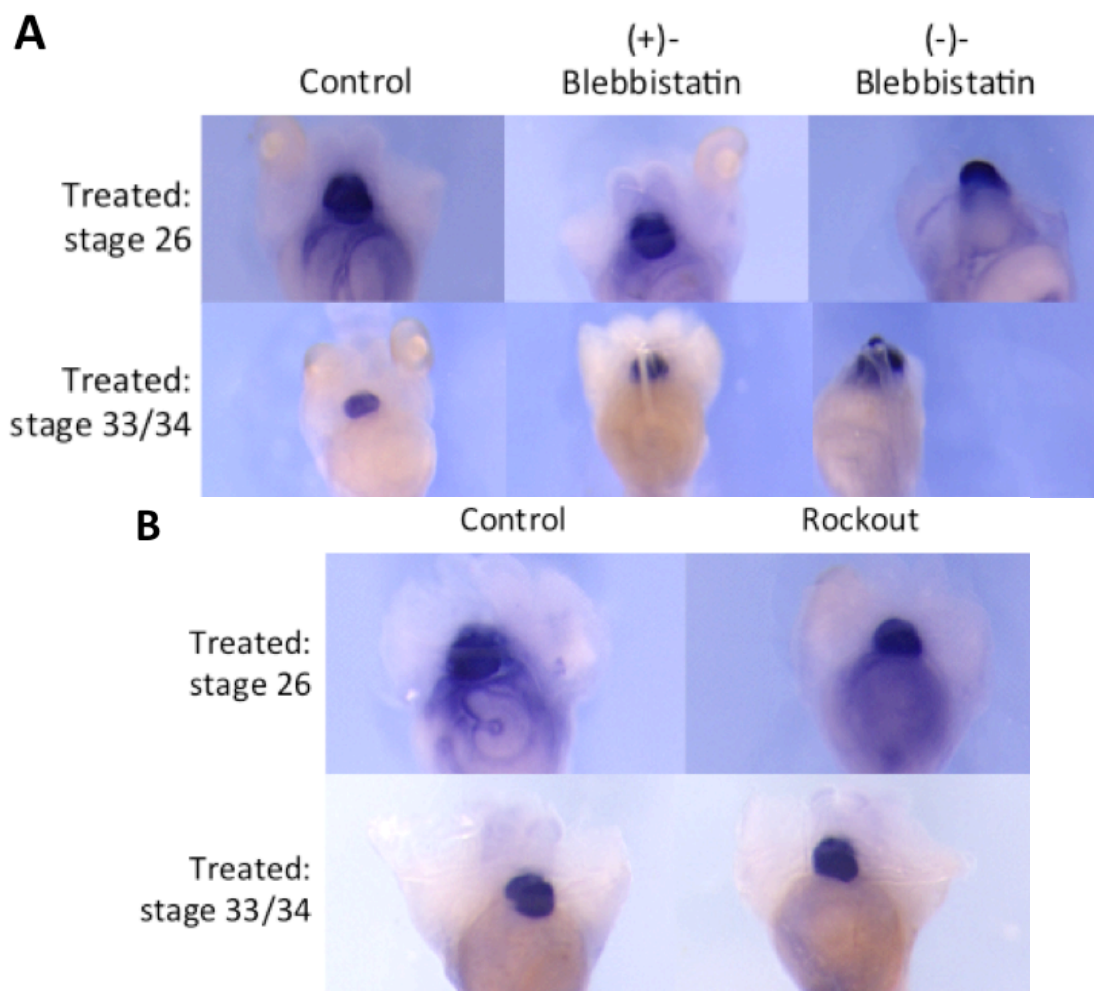 A
Control
(+)-
Blebbistatin
(-)-
Blebbistatin
Treated:
stage 26
Treated:
stage 33/34
B
Control
Rockout
Treated:
stage 26
Treated:
stage 33/34